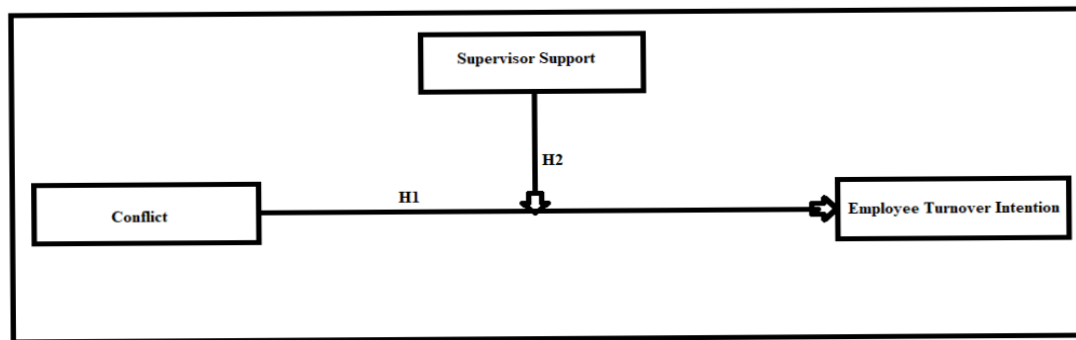 Supervisor Support
H2
H1
Conflict
Employee Turnover Intention